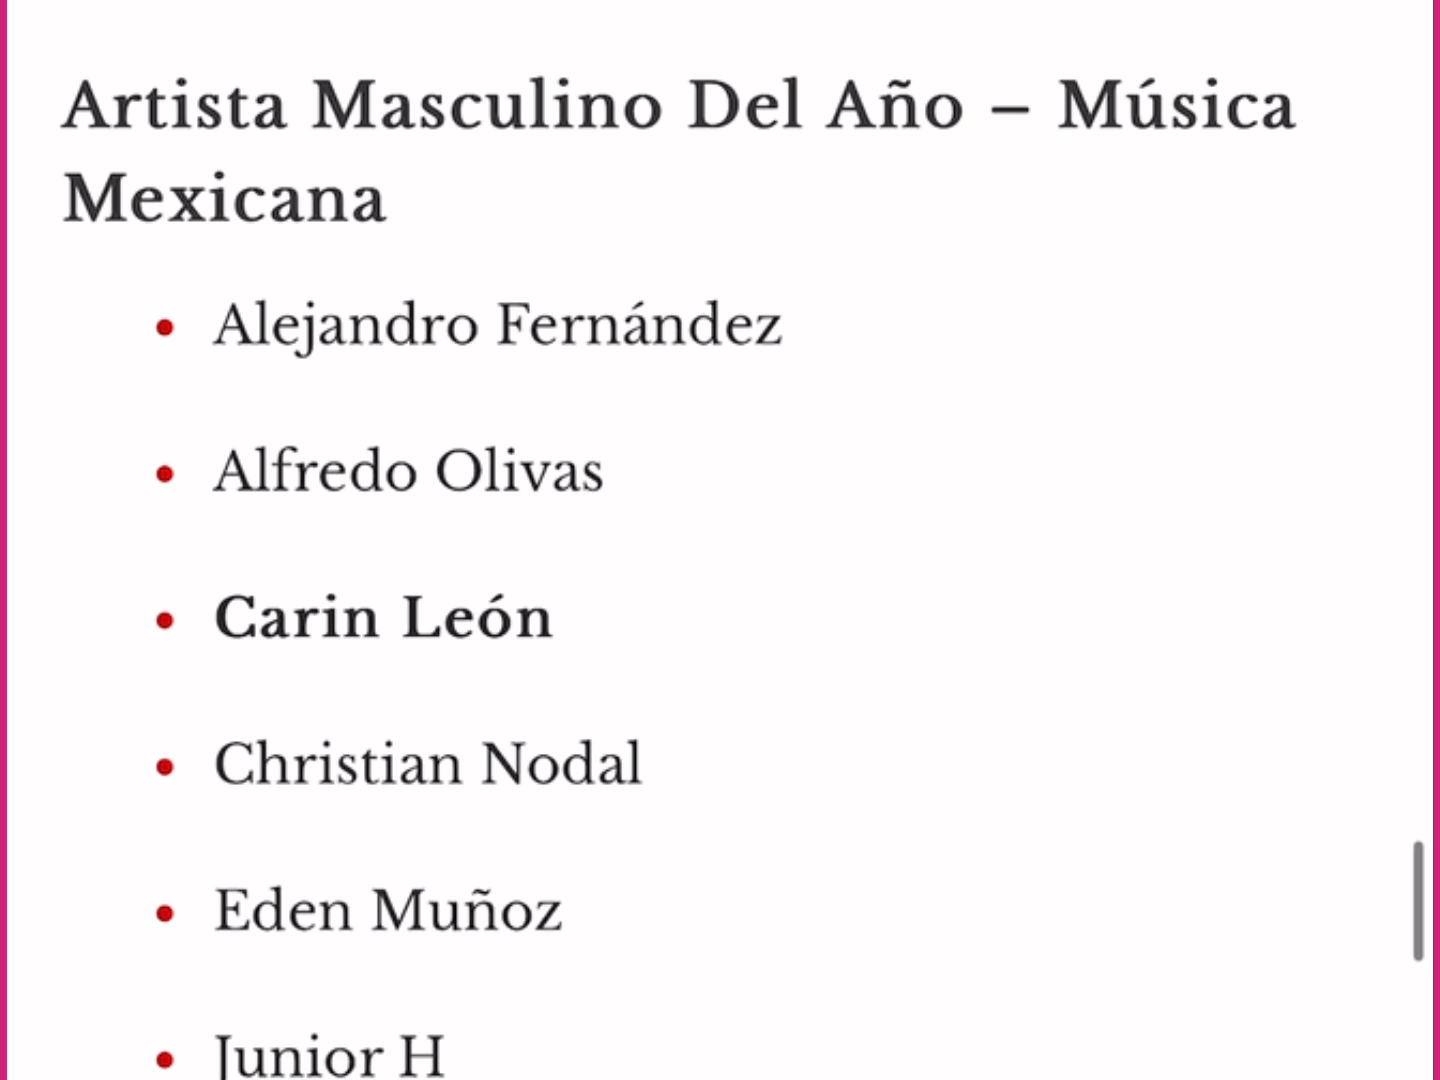 Artista Masculino Del Año – Música
Mexicana
• Alejandro Fernández
• Alfredo Olivas
• Carin León
• Christian Nodal
• Eden Muñoz
• Junior H